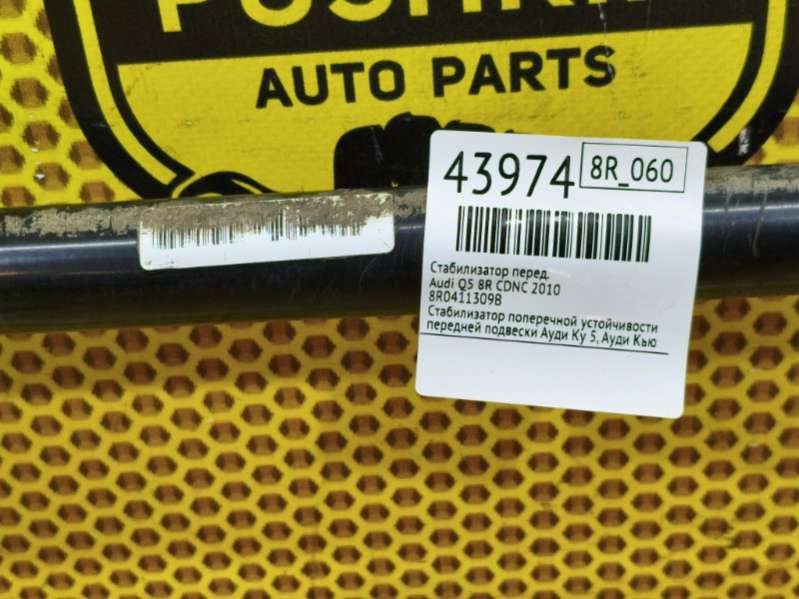 AUTO PARTS
43974
8R_060
Стабилизатор перед.
Audi Q5 8R CDNC 2010
8R0411309B
Стабилизатор поперечной устойчивости
передней подвески Ауди Ку 5, Ауди Кью